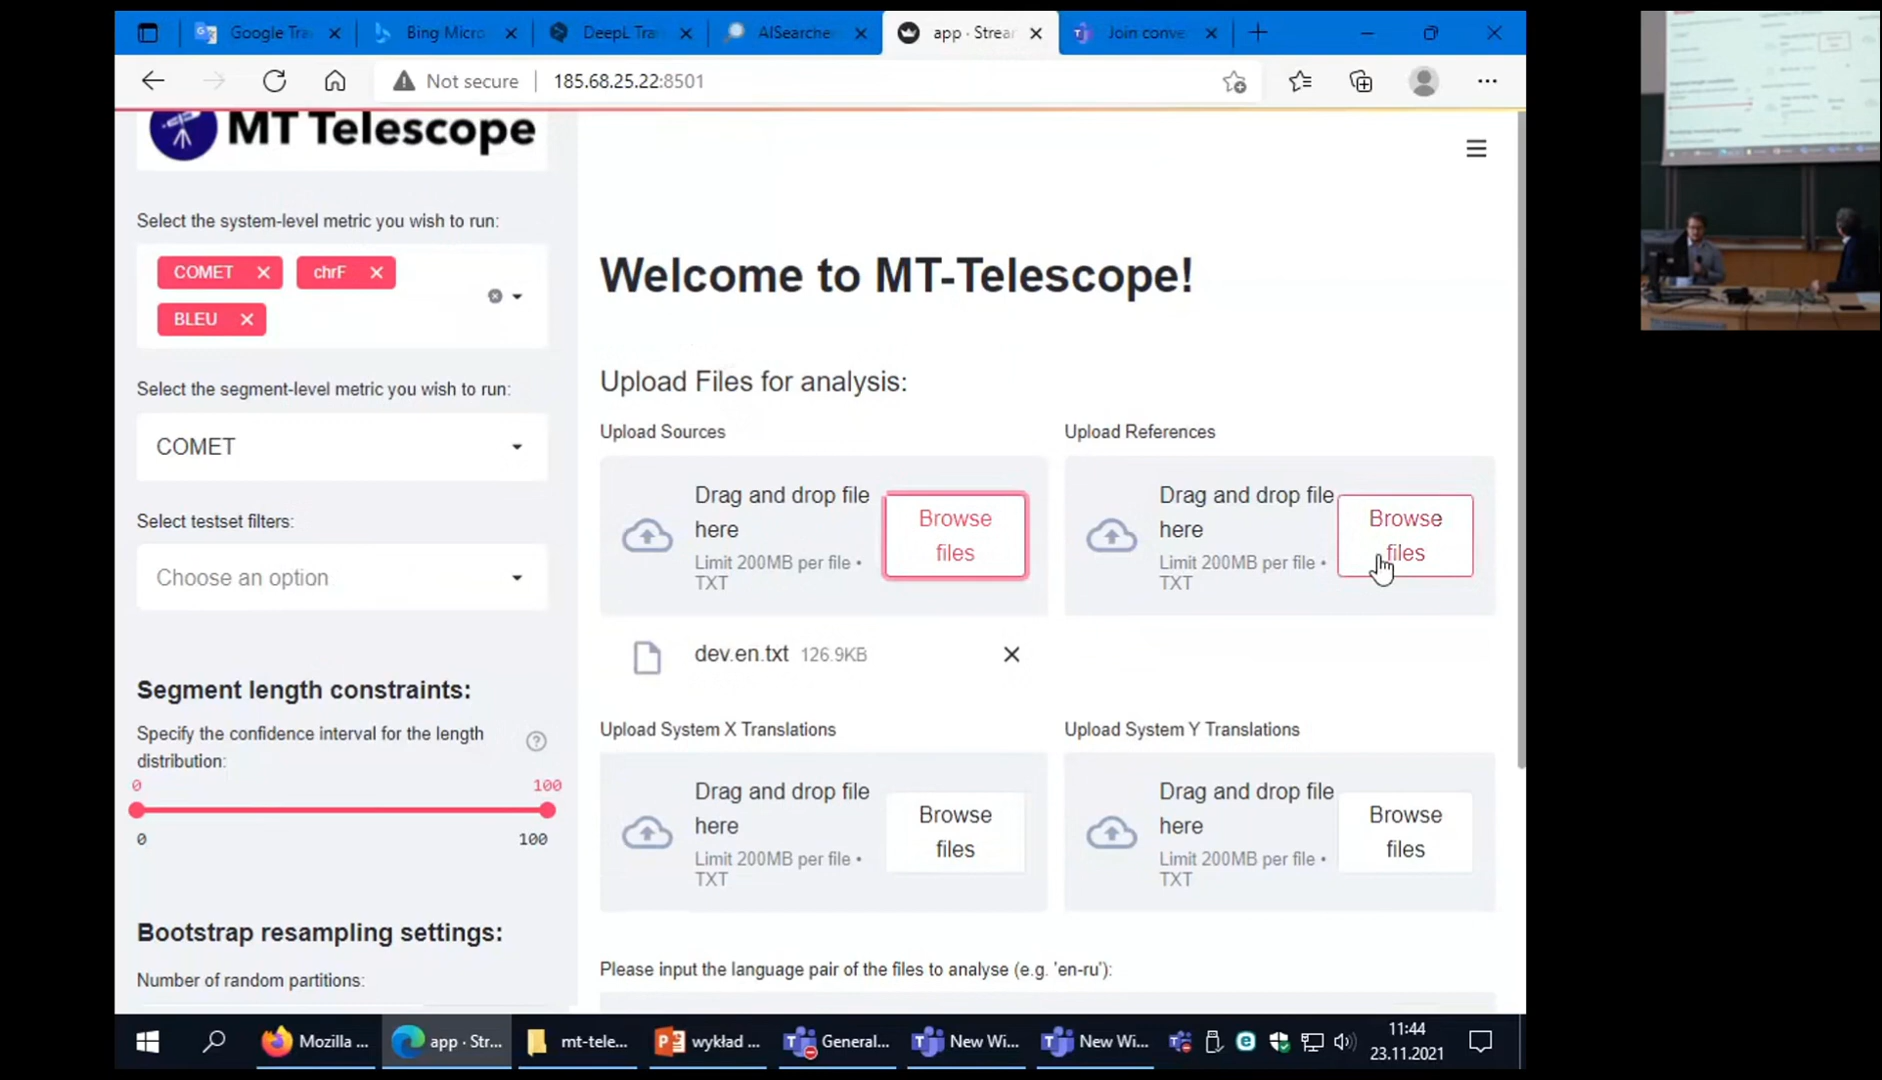 Google Tra
Bing Micro
DeepL Tra
AISearche
app · Strear
Join conve
Not secure
185.68.25.22:8501
MT Telescope
Select the system-level metric you wish to run:
COMET
chrF
BLEU
Select the segment-level metric you wish to run:
COMET
Select testset filters:
Choose an option
Segment length constraints:
Specify the confidence interval for the length
distribution:
0
100
0
100
Bootstrap resampling settings:
Number of random partitions:
Welcome to MT-Telescope!
Upload Files for analysis:
Upload Sources
Drag and drop file
here
Limit 200MB per file •
TXT
Browse
files
dev.en.txt 126.9KB
Upload References
Drag and drop file
here
Limit 200MB per file •
TXT
Browse
files
Upload System X Translations
Drag and drop file
here
Limit 200MB per file •
TXT
Browse
files
Upload System Y Translations
Drag and drop file
here
Limit 200MB per file •
TXT
Browse
files
Please input the language pair of the files to analyse (e.g. 'en-ru'):
Mozilla ...
app · Str...
mt-tele...
wykład ...
General...
New Wi...
New Wi...
11:44
23.11.2021